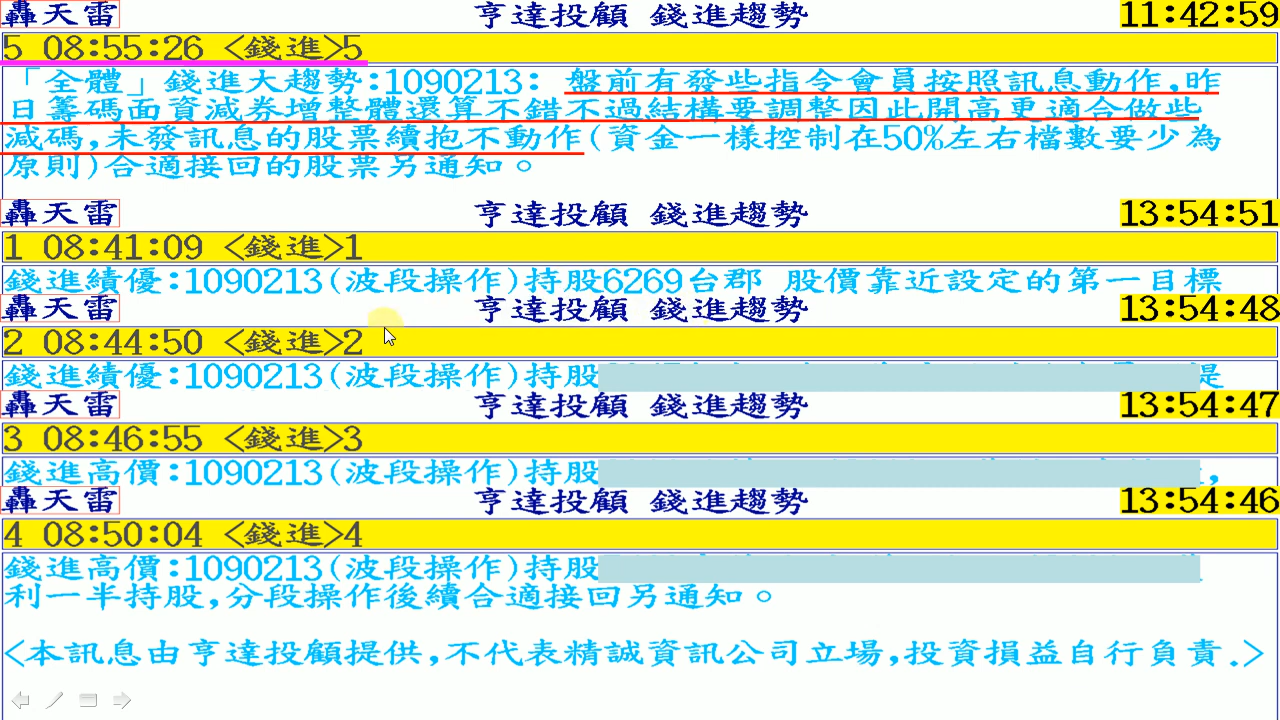 轟天雷 亨達投顧 錢進趨勢 11:42:59
5 08:55:26 <錢進>5
「全體」錢進大趨勢:1090213: 盤前有發些指令會員按照訊息動作,昨
日籌碼面資減券增整體還算不錯不過結構要調整因此開高更適合做些
減碼,未發訊息的股票續抱不動作(資金一樣控制在50%左右檔數要少為
原則)合適接回的股票另通知。
轟天雷 亨達投顧 錢進趨勢 13:54:51
1 08:41:09 <錢進>1
錢進績優:1090213(波段操作)持股6269台郡 股價靠近設定的第一目標
轟天雷 亨達投顧 錢進趨勢 13:54:48
2 08:44:50 <錢進>2
錢進績優:1090213(波段操作)持股 提
轟天雷 亨達投顧 錢進趨勢 13:54:47
3 08:46:55 <錢進>3
錢進高價:1090213(波段操作)持股 ,
轟天雷 亨達投顧 錢進趨勢 13:54:46
4 08:50:04 <錢進>4
錢進高價:1090213(波段操作)持股
利一半持股,分段操作後續合適接回另通知。
<本訊息由亨達投顧提供,不代表精誠資訊公司立場,投資損益自行負責.>